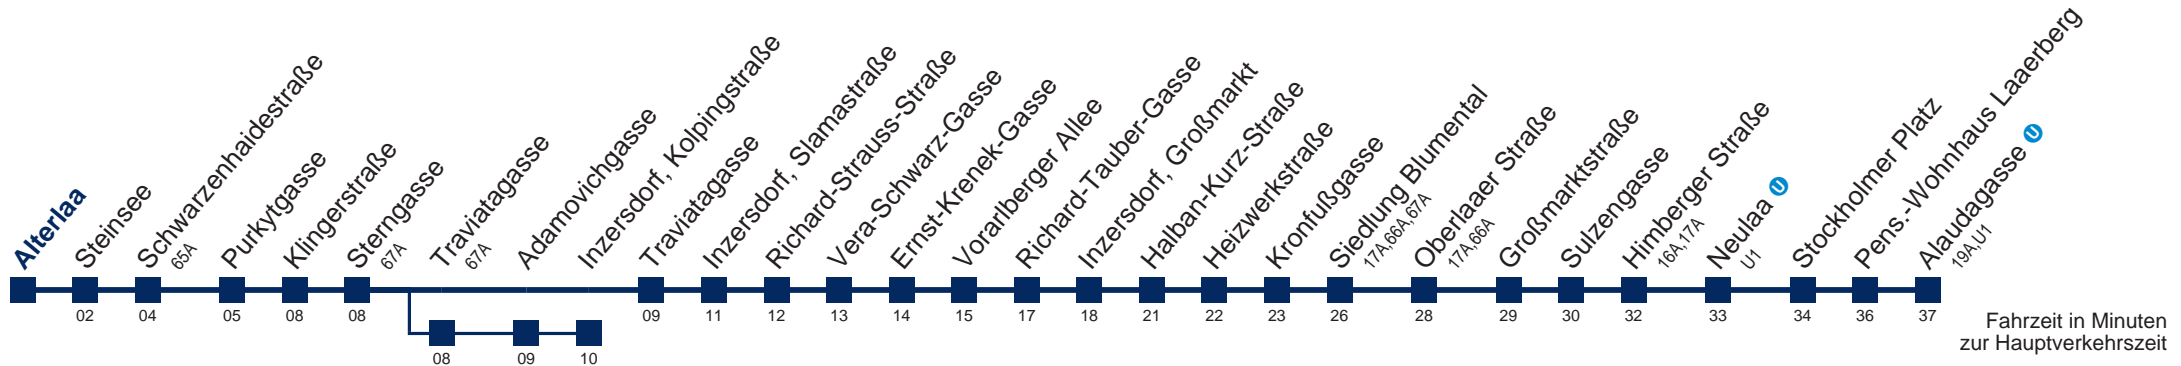 Alterlaa
Steinsee
02
Schwarzenhaidestraße
65A
04
Purkytgasse
05
Klingerstraße
08
Sterngasse
67A
08
Traviatagasse
67A
08
Adamovichgasse
09
Inzersdorf, Kolpingstraße
10
Traviatagasse
09
Inzersdorf, Slamastraße
11
Richard-Strauss-Straße
12
Vera-Schwarz-Gasse
13
Ernst-Krenek-Gasse
14
Vorarlberger Allee
15
Richard-Tauber-Gasse
17
Inzersdorf, Großmarkt
18
Halban-Kurz-Straße
21
Heizwerkstraße
22
Kronfußgasse
23
Siedlung Blumental
17A,66A,67A
26
Oberlaaer Straße
17A,66A
28
Großmarktstraße
29
Sulzengasse
30
Himberger Straße
16A,17A
32
Neulaa U
U1
33
Stockholmer Platz
34
Pens.-Wohnhaus Laaerberg
36
Alaudagasse U
19A,U1
37
Fahrzeit in Minuten
zur Hauptverkehrszeit